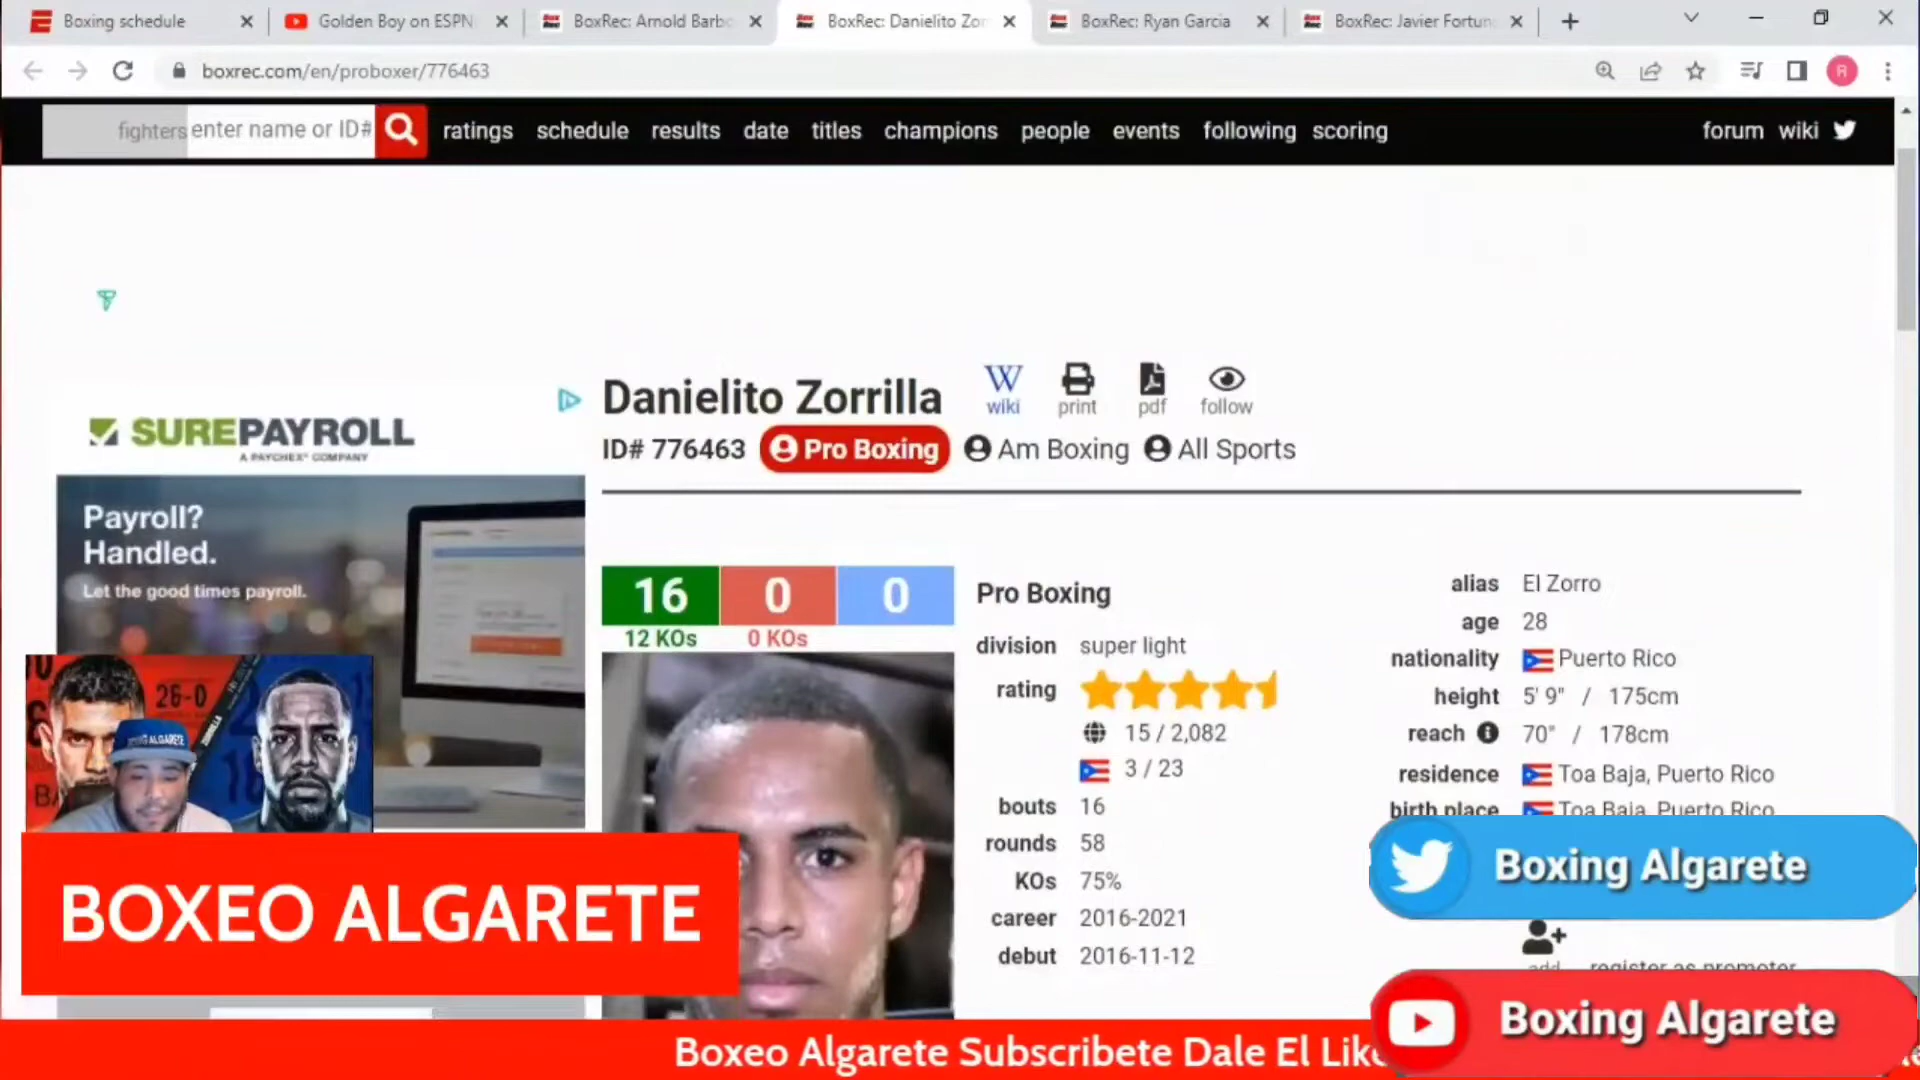 Boxing schedule
Golden Boy on ESPN
BoxRec: Arnold Barbo
BoxRec: Danielito Zor
BoxRec: Ryan Garcia
BoxRec: Javier Fortun
boxrec.com/en/proboxer/776463
R
fighters enter name or ID# ratings schedule results date titles champions people events following scoring forum wiki
SUREPAYROLL
A PAYCHEX COMPANY
Payroll?
Handled.
Let the good times payroll.
Danielito Zorrilla
wiki print pdf follow
ID# 776463 Pro Boxing Am Boxing All Sports
16 0 0
12 KOs 0 KOs
Pro Boxing
division super light
rating
15 / 2,082
3 / 23
bouts 16
rounds 58
KOs 75%
career 2016-2021
debut 2016-11-12
alias El Zorro
age 28
nationality Puerto Rico
height 5' 9" / 175cm
reach 70" / 178cm
residence Toa Baja, Puerto Rico
birth place Toa Baja, Puerto Rico
add register as promoter
26-0
ZORRILLA
BOXING ALGARETE
BOXEO ALGARETE
Boxing Algarete
Boxing Algarete
Boxeo Algarete Subscribete Dale El Like